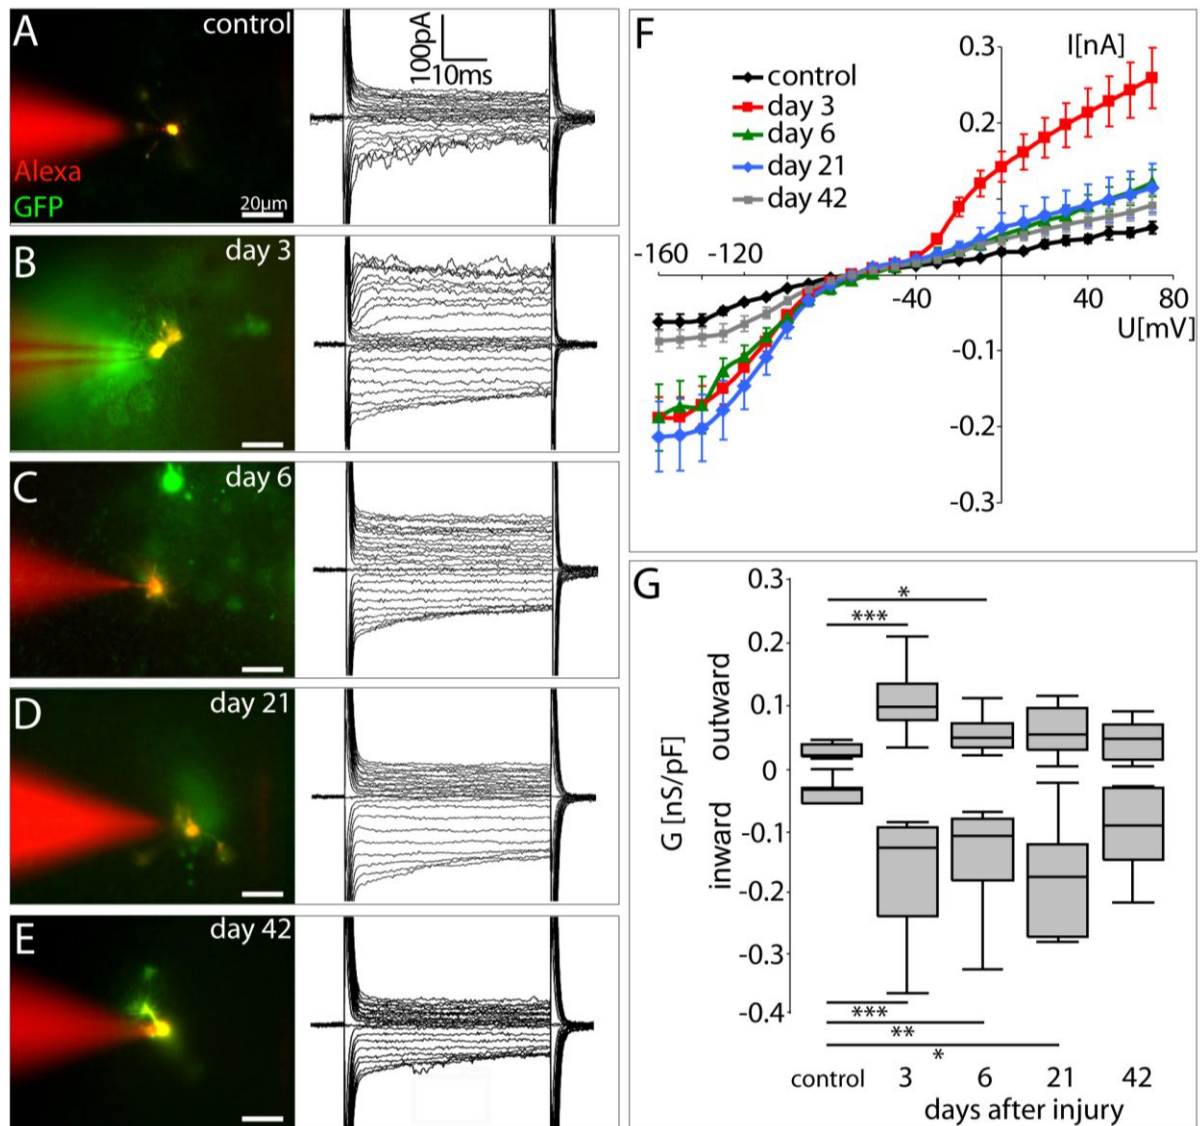 A
control
Alexa
GFP
20µm
100pA
10ms
B
day 3
C
day 6
D
day 21
E
day 42
F
I[nA]
control
day 3
day 6
day 21
day 42
0.3
0.2
-160 -120
-40 40 80
U[mV]
-0.1
-0.2
-0.3
G
*
***
0.3
0.2
0.1
0
-0.1
-0.2
-0.3
-0.4
G [nS/pF]
inward outward
***
**
*
control 3 6 21 42
days after injury